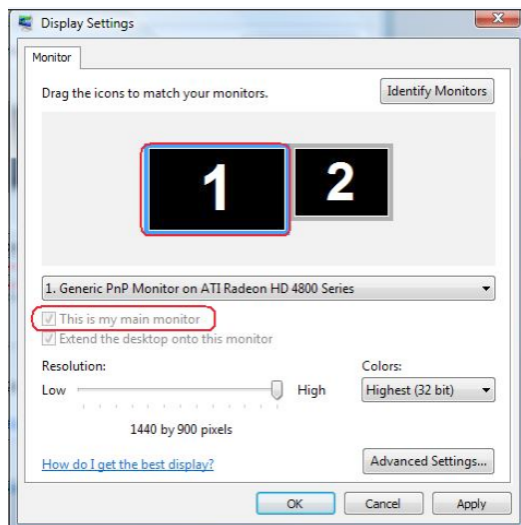 Display Settings
Monitor
Drag the icons to match your monitors.
Identify Monitors
1
2
1. Generic PnP Monitor on ATI Radeon HD 4800 Series
This is my main monitor
Extend the desktop onto this monitor
Resolution:
Colors:
Low
High
Highest (32 bit)
1440 by 900 pixels
How do I get the best display?
Advanced Settings...
OK
Cancel
Apply